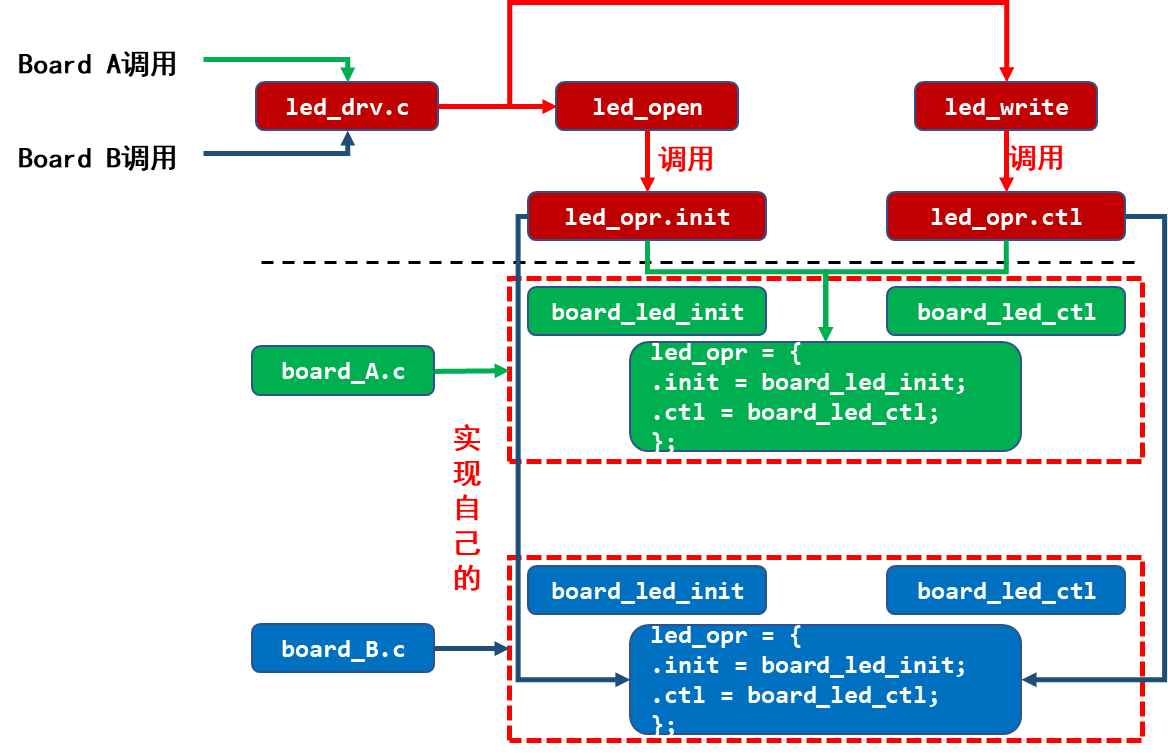 Board A调用
led_drv.c
led_open
led_write
Board B调用
调用
调用
led_opr.init
led_opr.ctl
board_led_init
board_led_ctl
board_A.c
led_opr = {
.init = board_led_init;
.ctl = board_led_ctl;
};
实现自己的
board_led_init
board_led_ctl
board_B.c
led_opr = {
.init = board_led_init;
.ctl = board_led_ctl;
};